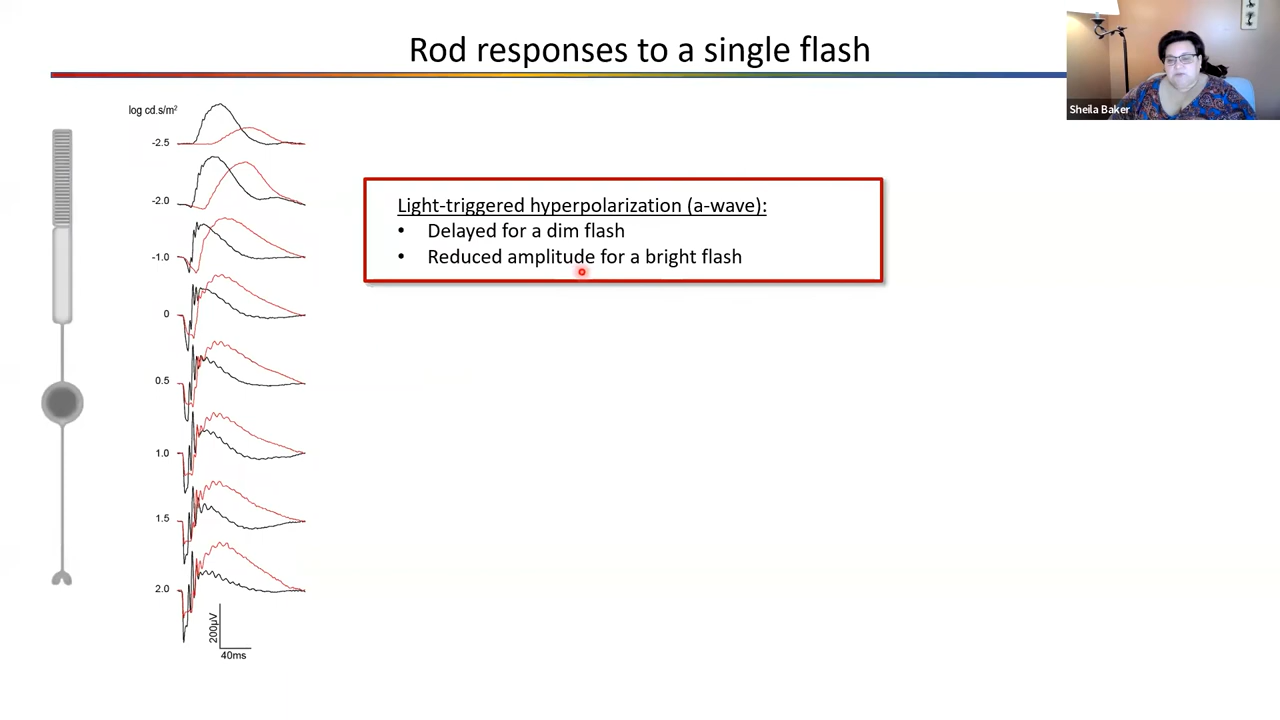 Rod responses to a single flash
Sheila Baker
log cd.s/m²
-2.5
-2.0
-1.0
0
0.5
1.0
1.5
2.0
200µV
40ms
Light-triggered hyperpolarization (a-wave):
• Delayed for a dim flash
• Reduced amplitude for a bright flash